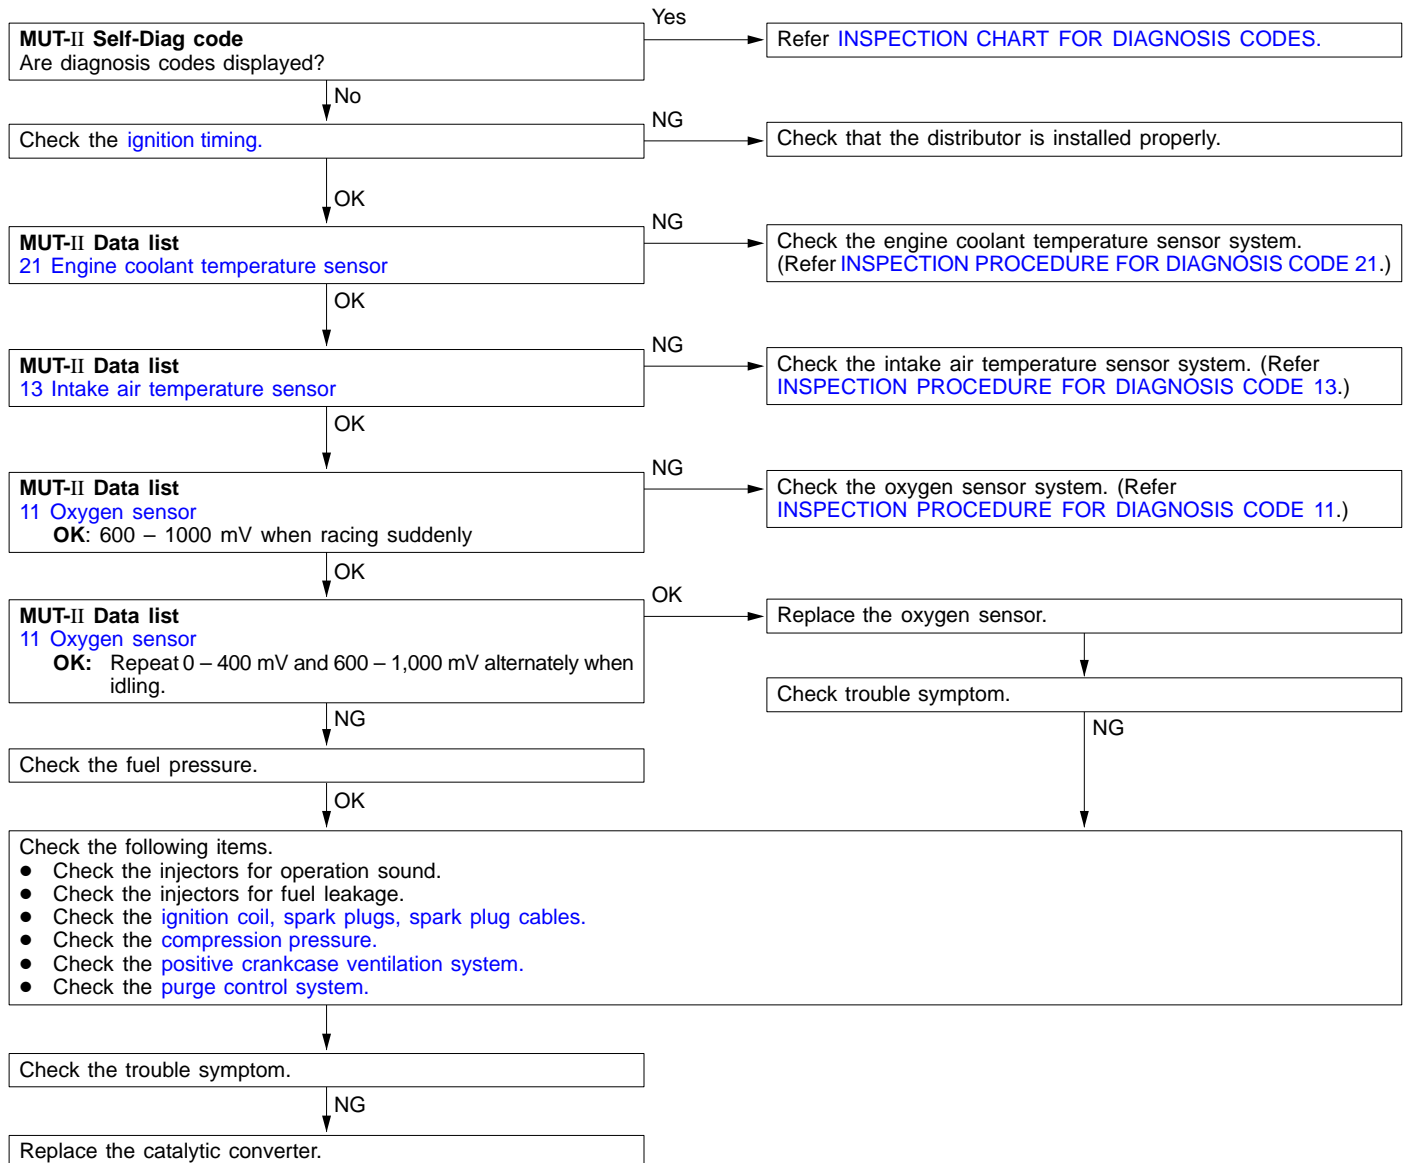 MUT-II Self-Diag code
Are diagnosis codes displayed?
Yes
Refer INSPECTION CHART FOR DIAGNOSIS CODES.
No
Check the ignition timing.
NG
Check that the distributor is installed properly.
OK
MUT-II Data list
21 Engine coolant temperature sensor
NG
Check the engine coolant temperature sensor system.
(Refer INSPECTION PROCEDURE FOR DIAGNOSIS CODE 21.)
OK
MUT-II Data list
13 Intake air temperature sensor
NG
Check the intake air temperature sensor system. (Refer
INSPECTION PROCEDURE FOR DIAGNOSIS CODE 13.)
OK
MUT-II Data list
11 Oxygen sensor
OK: 600 – 1000 mV when racing suddenly
NG
Check the oxygen sensor system. (Refer
INSPECTION PROCEDURE FOR DIAGNOSIS CODE 11.)
OK
MUT-II Data list
11 Oxygen sensor
OK: Repeat 0 – 400 mV and 600 – 1,000 mV alternately when
idling.
OK
Replace the oxygen sensor.
Check trouble symptom.
NG
NG
Check the fuel pressure.
OK
Check the following items.
● Check the injectors for operation sound.
● Check the injectors for fuel leakage.
● Check the ignition coil, spark plugs, spark plug cables.
● Check the compression pressure.
● Check the positive crankcase ventilation system.
● Check the purge control system.
Check the trouble symptom.
NG
Replace the catalytic converter.